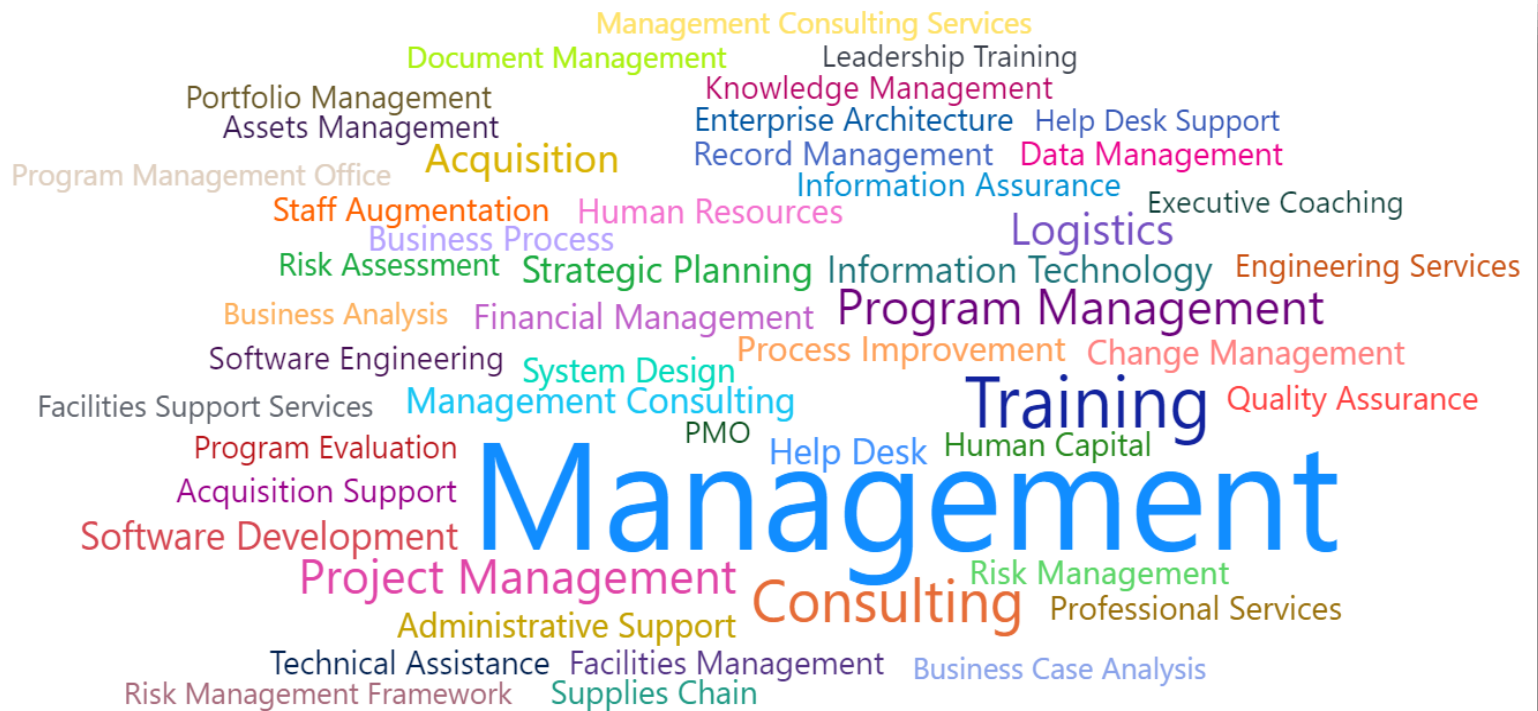 Management Consulting Services
Document Management
Leadership Training
Portfolio Management
Knowledge Management
Assets Management
Enterprise Architecture
Help Desk Support
Acquisition
Record Management
Data Management
Program Management Office
Information Assurance
Staff Augmentation
Human Resources
Executive Coaching
Business Process
Logistics
Risk Assessment
Strategic Planning
Information Technology
Engineering Services
Business Analysis
Financial Management
Program Management
Software Engineering
System Design
Process Improvement
Change Management
Facilities Support Services
Management Consulting
Training
Quality Assurance
Program Evaluation
PMO
Help Desk
Human Capital
Acquisition Support
Management
Software Development
Project Management
Consulting
Risk Management
Administrative Support
Professional Services
Technical Assistance
Facilities Management
Business Case Analysis
Risk Management Framework
Supplies Chain